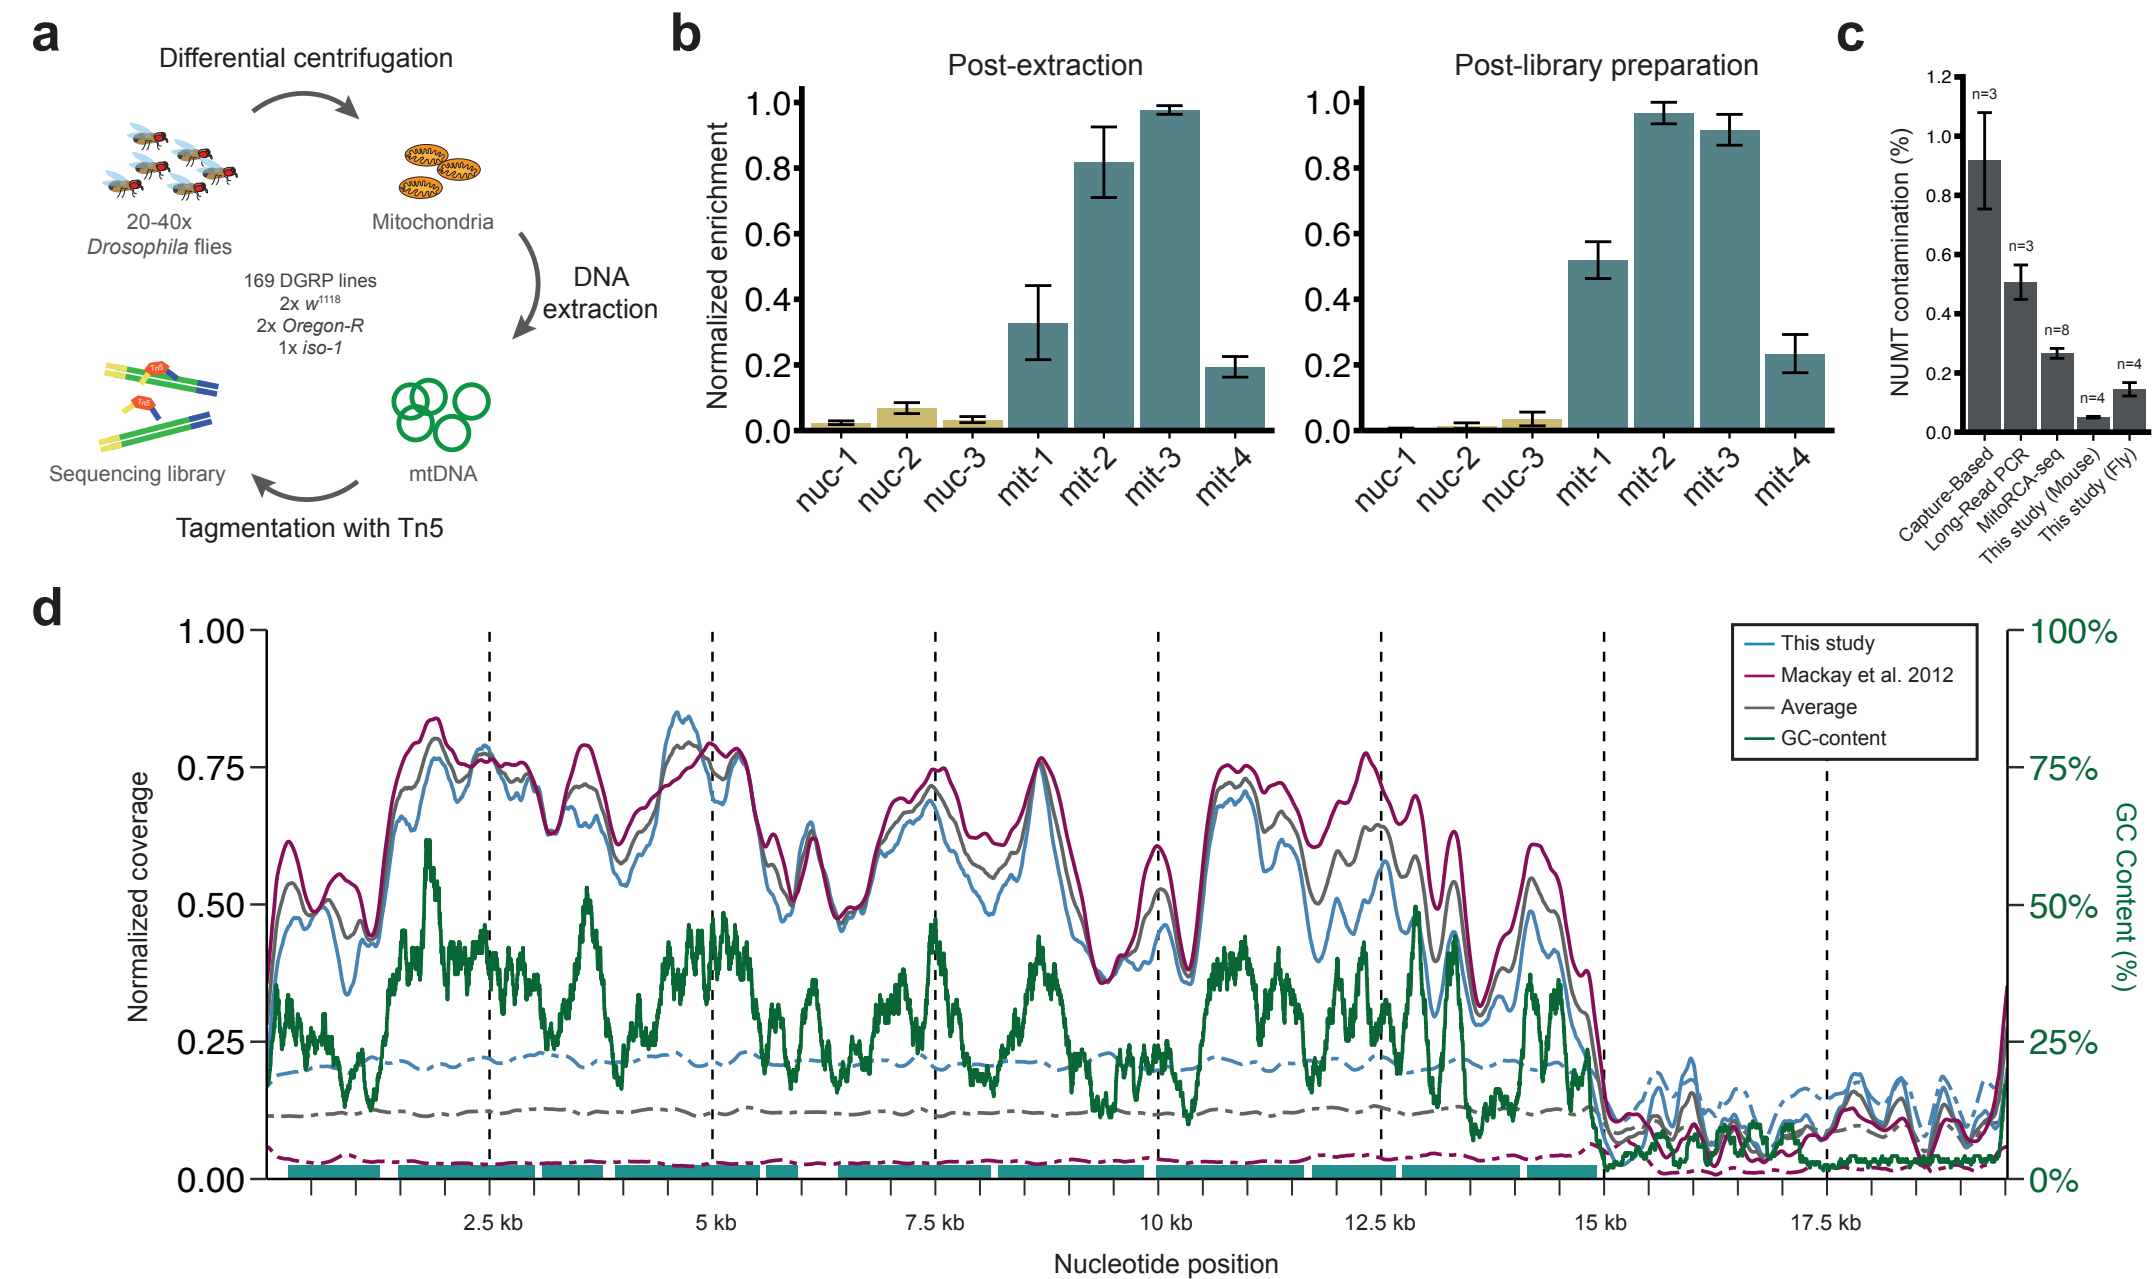 a
Differential centrifugation
20-40x
Drosophila flies
Mitochondria
169 DGRP lines
2x w1118
2x Oregon-R
1x iso-1
DNA
extraction
Tn5
Tn5
Sequencing library
mtDNA
Tagmentation with Tn5
b
Post-extraction
Normalized enrichment
1.0
0.8
0.6
0.4
0.2
0.0
nuc-1
nuc-2
nuc-3
mit-1
mit-2
mit-3
mit-4
Post-library preparation
1.0
0.8
0.6
0.4
0.2
0.0
nuc-1
nuc-2
nuc-3
mit-1
mit-2
mit-3
mit-4
c
NUMT contamination (%)
1.2
1.0
0.8
0.6
0.4
0.2
0.0
n=3
n=3
n=8
n=4
n=4
Capture-Based
Long-Read PCR
MitoRCA-seq
This study (Mouse)
This study (Fly)
d
Normalized coverage
1.00
0.75
0.50
0.25
0.00
This study
Mackay et al. 2012
Average
GC-content
100%
75%
50%
25%
0%
GC Content (%)
2.5 kb
5 kb
7.5 kb
10 kb
12.5 kb
15 kb
17.5 kb
Nucleotide position